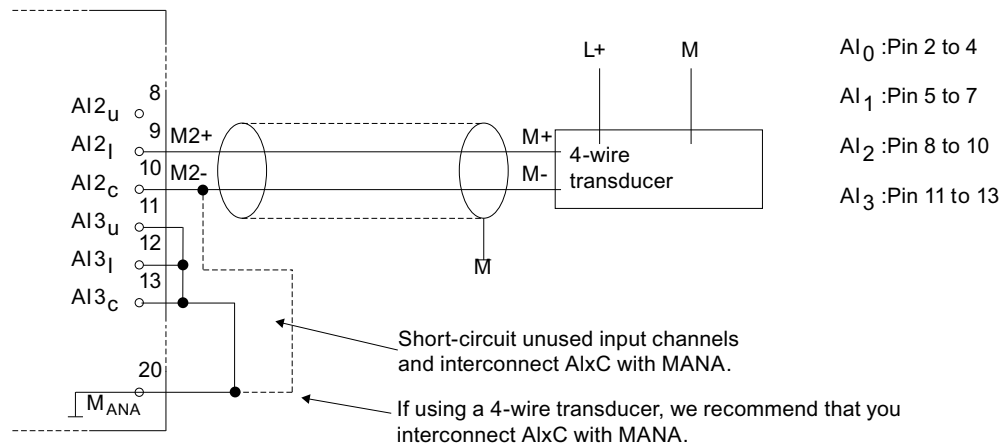 L+ M
AI0 :Pin 2 to 4
AI1 :Pin 5 to 7
AI2 :Pin 8 to 10
AI3 :Pin 11 to 13
8
AI2u
9
AI2I M2+ M+
10
AI2c M2- M-
4-wire
transducer
11
AI3u
12
AI3I
13
AI3c
M
20
MANA
Short-circuit unused input channels
and interconnect AIxC with MANA.
If using a 4-wire transducer, we recommend that you
interconnect AIxC with MANA.